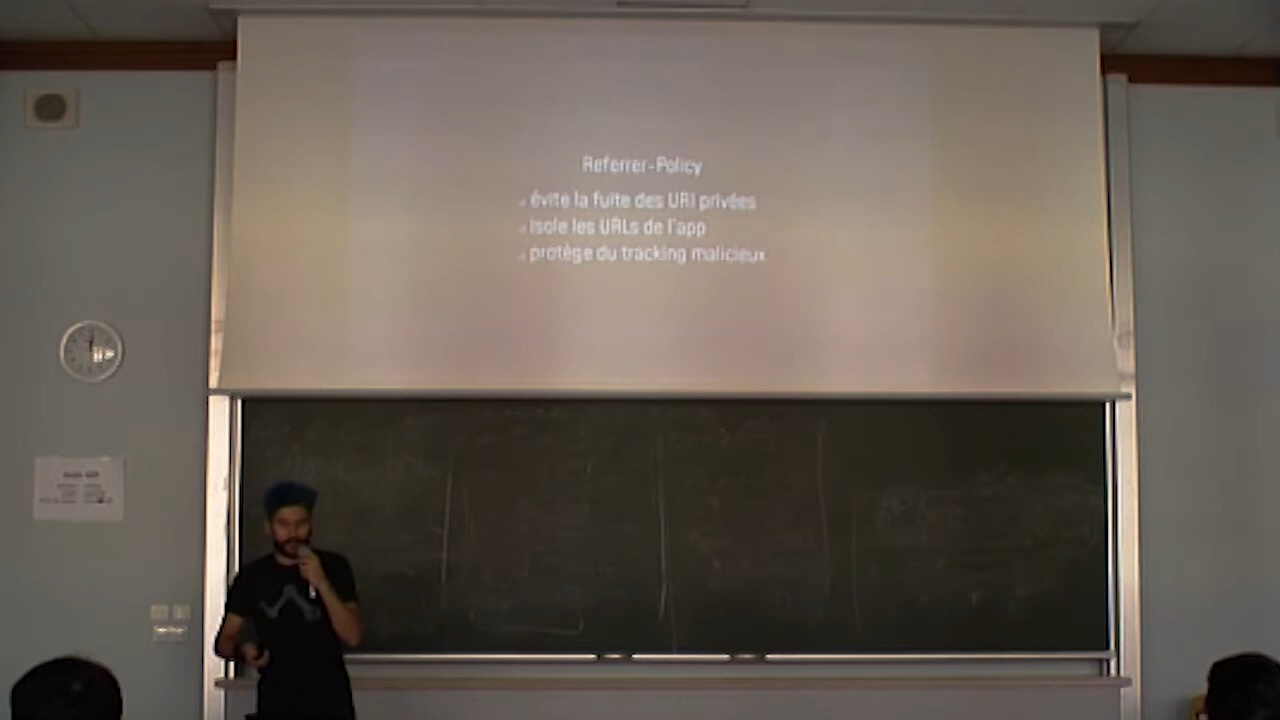 Referrer-Policy
évite la fuite des URI privées
isole les URLs de l'app
protège du tracking malicieux